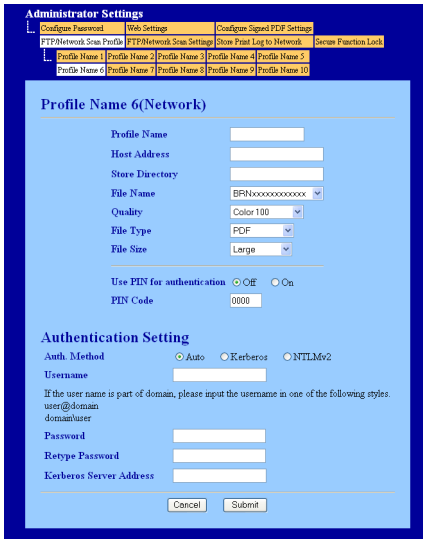 Administrator Settings
Configure Password Web Settings Configure Signed PDF Settings
FTP/Network Scan Profile FTP/Network Scan Settings Store Print Log to Network Secure Function Lock
Profile Name 1 Profile Name 2 Profile Name 3 Profile Name 4 Profile Name 5
Profile Name 6 Profile Name 7 Profile Name 8 Profile Name 9 Profile Name 10
Profile Name 6(Network)
Profile Name
Host Address
Store Directory
File Name BRNxxxxxxxxxxxx
Quality Color 100
File Type PDF
File Size Large
Use PIN for authentication Off On
PIN Code 0000
Authentication Setting
Auth. Method Auto Kerberos NTLMv2
Username
If the user name is part of domain, please input the username in one of the following styles.
user@domain
domain\user
Password
Retype Password
Kerberos Server Address
Cancel Submit